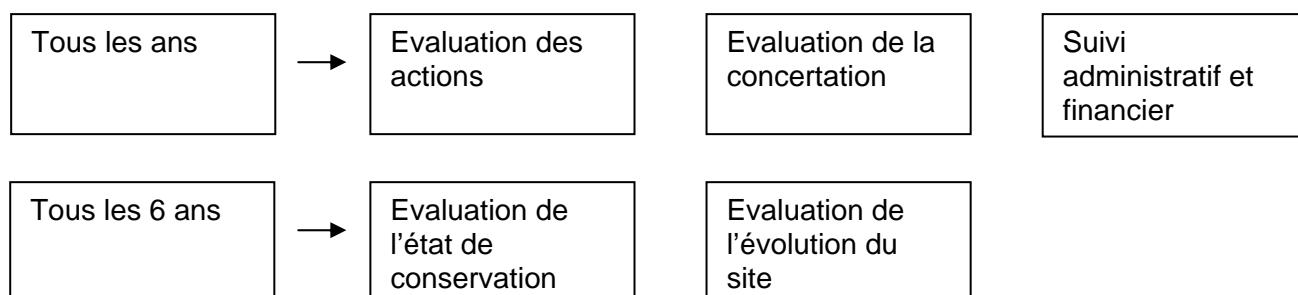 Tous les ans
Evaluation des
actions
Evaluation de la
concertation
Suivi
administratif et
financier
Tous les 6 ans
Evaluation de
l’état de
conservation
Evaluation de
l’évolution du
site